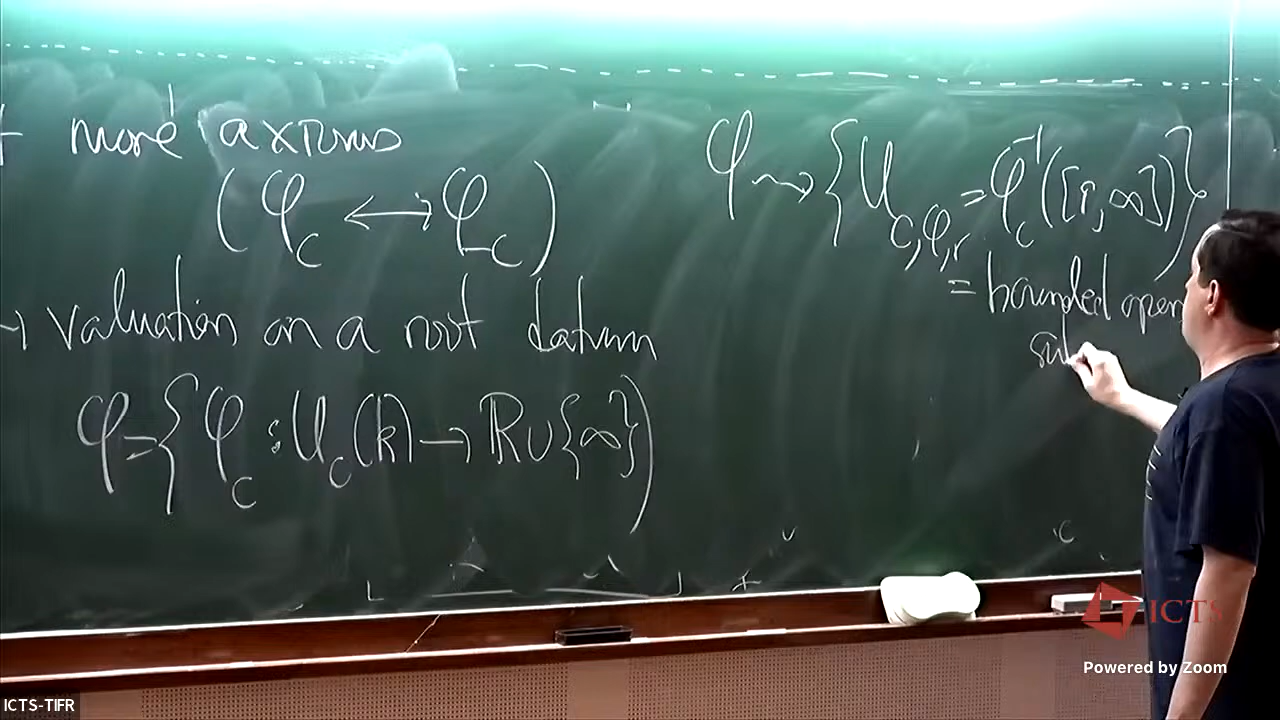 + more axioms
(φ_c ↔ φ_{-c})
→ valuation on a root datum
φ = { φ_c : U_c(k) → ℝ ∪ {∞} }
φ ⇝ { U_{c,φ,r} = φ_c^{-1}([r,∞]) }
= bounded open
sub
ICTS
Powered by Zoom
ICTS-TIFR